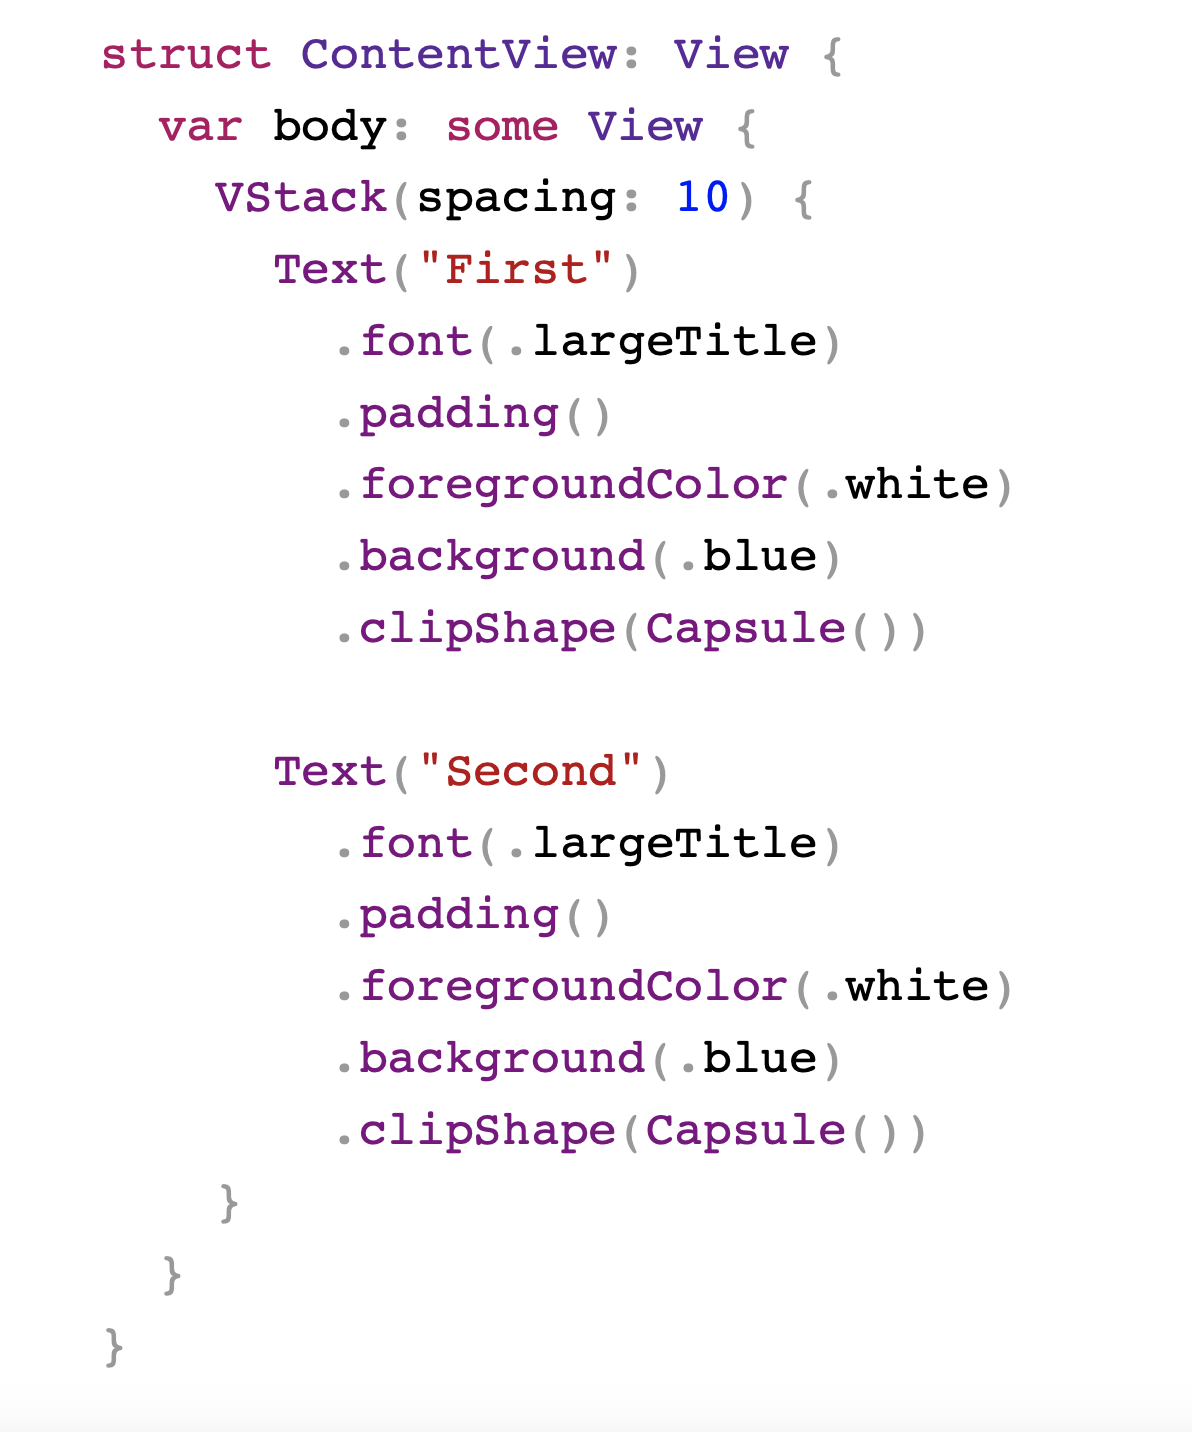 struct ContentView: View {
  var body: some View {
    VStack(spacing: 10) {
      Text("First")
        .font(.largeTitle)
        .padding()
        .foregroundColor(.white)
        .background(.blue)
        .clipShape(Capsule())

      Text("Second")
        .font(.largeTitle)
        .padding()
        .foregroundColor(.white)
        .background(.blue)
        .clipShape(Capsule())
    }
  }
}